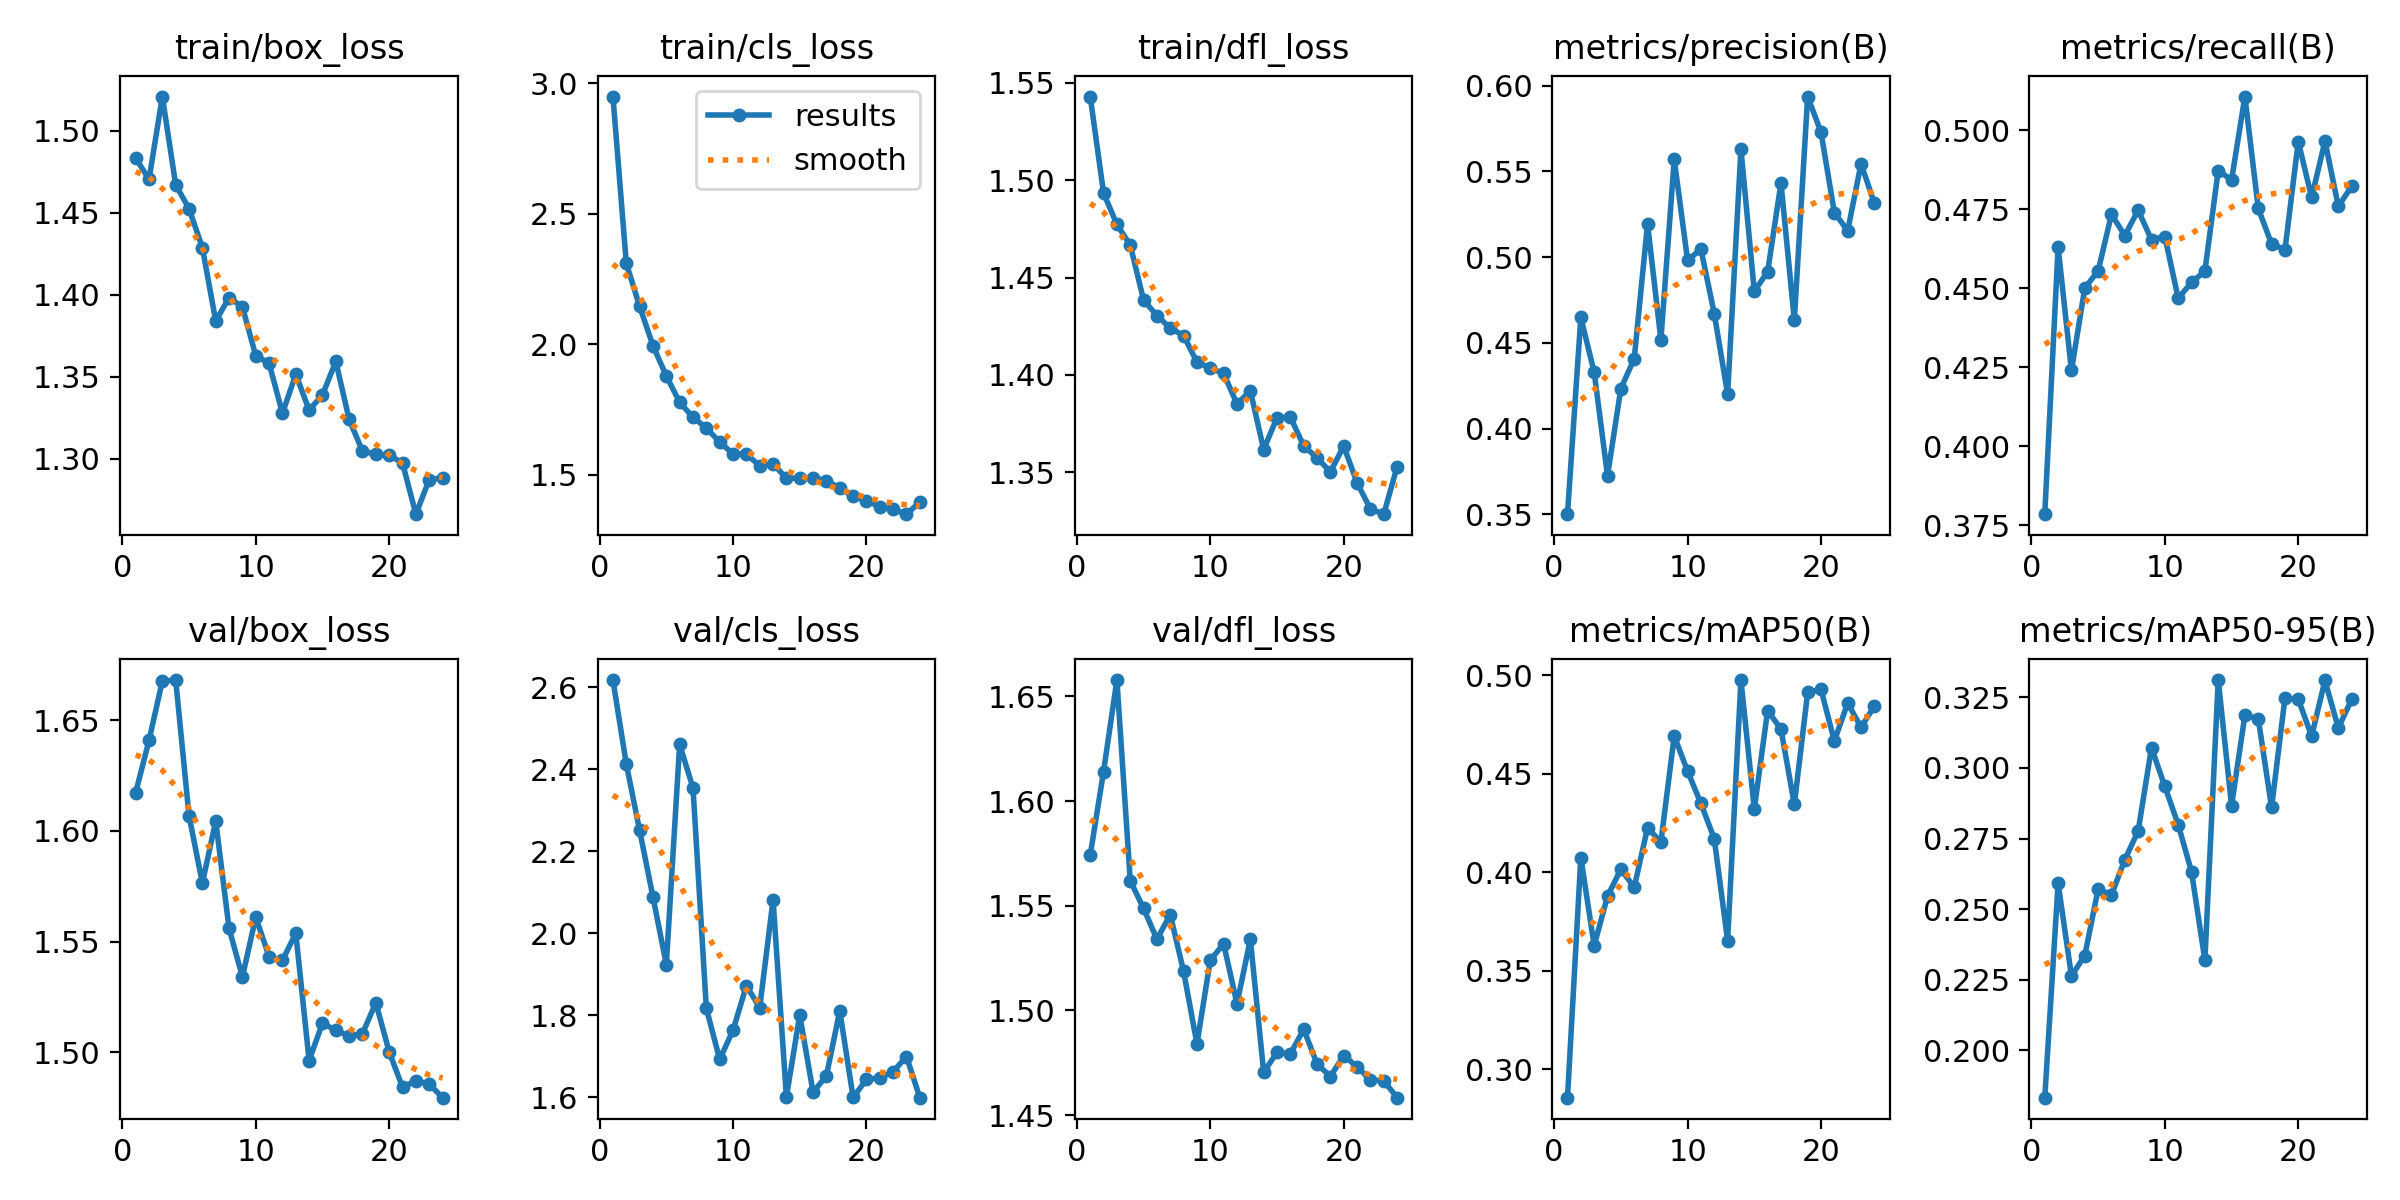 train/box_loss
train/cls_loss
train/dfl_loss
metrics/precision(B)
metrics/recall(B)
1.50
1.45
1.40
1.35
1.30
0 10 20
3.0
2.5
2.0
1.5
results
smooth
0 10 20
1.55
1.50
1.45
1.40
1.35
0 10 20
0.60
0.55
0.50
0.45
0.40
0.35
0 10 20
0.500
0.475
0.450
0.425
0.400
0.375
0 10 20
val/box_loss
val/cls_loss
val/dfl_loss
metrics/mAP50(B)
metrics/mAP50-95(B)
1.65
1.60
1.55
1.50
0 10 20
2.6
2.4
2.2
2.0
1.8
1.6
0 10 20
1.65
1.60
1.55
1.50
1.45
0 10 20
0.50
0.45
0.40
0.35
0.30
0 10 20
0.325
0.300
0.275
0.250
0.225
0.200
0 10 20